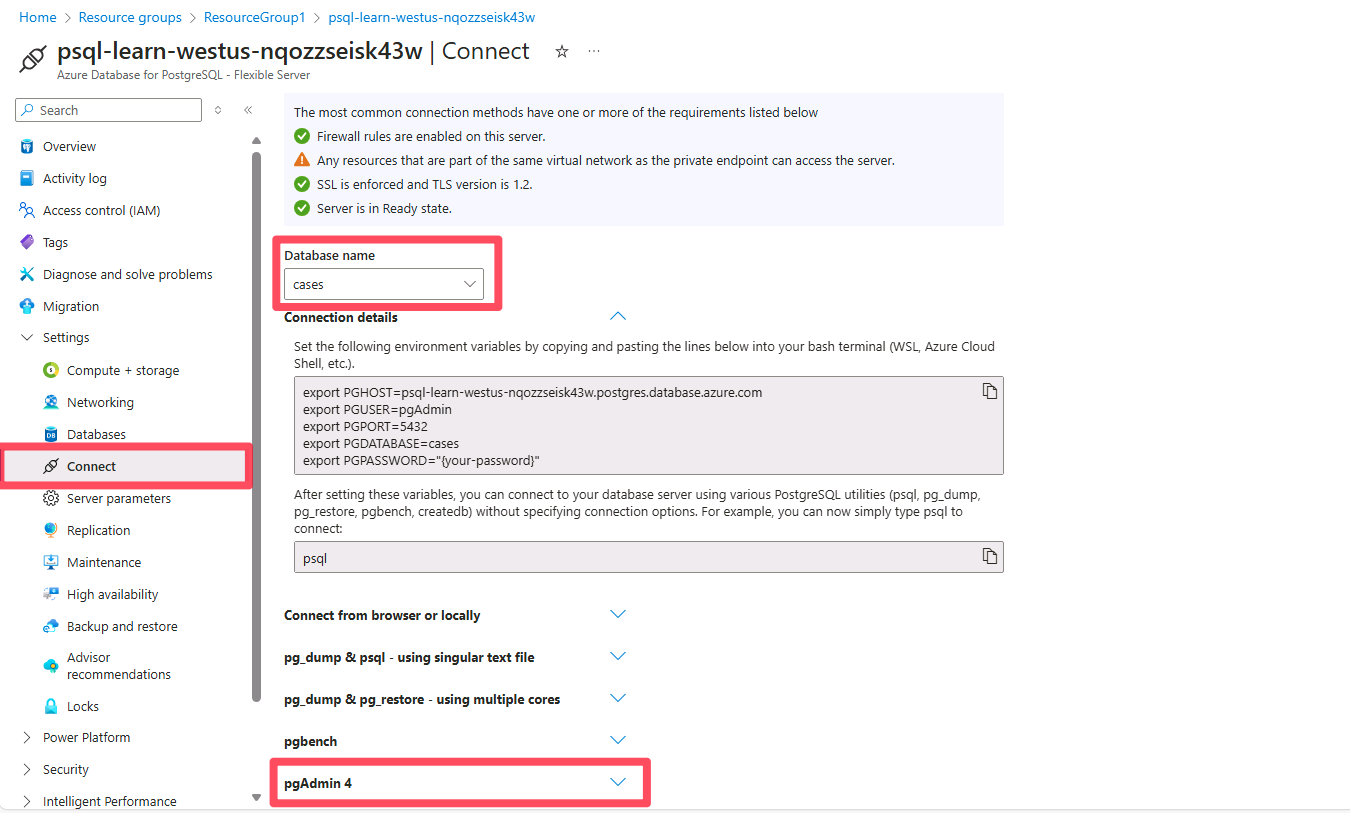 Home > Resource groups > ResourceGroup1 > psql-learn-westus-nqozzseisk43w
psql-learn-westus-nqozzseisk43w | Connect
Azure Database for PostgreSQL - Flexible Server
Search
Overview
Activity log
Access control (IAM)
Tags
Diagnose and solve problems
Migration
Settings
Compute + storage
Networking
Databases
Connect
Server parameters
Replication
Maintenance
High availability
Backup and restore
Advisor
recommendations
Locks
Power Platform
Security
Intelligent Performance
The most common connection methods have one or more of the requirements listed below
Firewall rules are enabled on this server.
Any resources that are part of the same virtual network as the private endpoint can access the server.
SSL is enforced and TLS version is 1.2.
Server is in Ready state.
Database name
cases
Connection details
Set the following environment variables by copying and pasting the lines below into your bash terminal (WSL, Azure Cloud
Shell, etc.).
export PGHOST=psql-learn-westus-nqozzseisk43w.postgres.database.azure.com
export PGUSER=pgAdmin
export PGPORT=5432
export PGDATABASE=cases
export PGPASSWORD="{your-password}"
After setting these variables, you can connect to your database server using various PostgreSQL utilities (psql, pg_dump,
pg_restore, pgbench, createdb) without specifying connection options. For example, you can now simply type psql to
connect:
psql
Connect from browser or locally
pg_dump & psql - using singular text file
pg_dump & pg_restore - using multiple cores
pgbench
pgAdmin 4